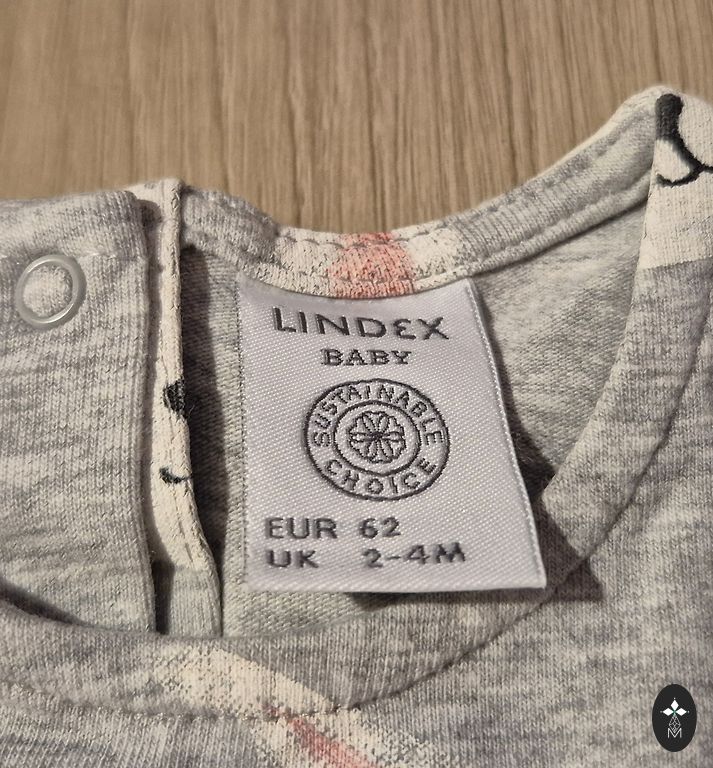 LINDEX
BABY
SUSTAINABLE
CHOICE
EUR 62
UK 2-4M
M